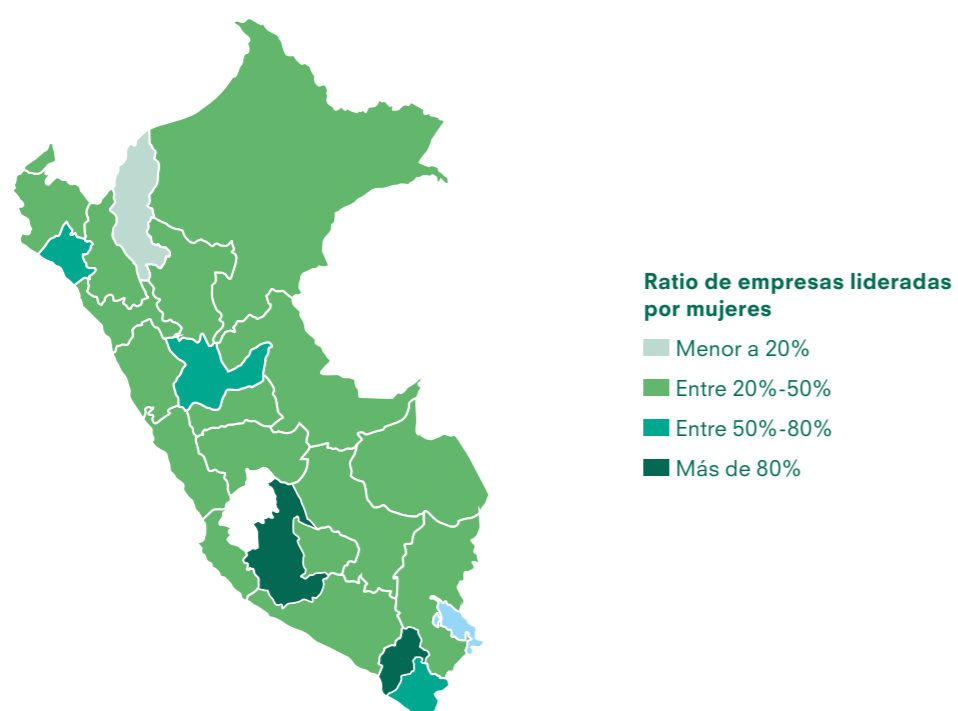 Ratio de empresas lideradas
por mujeres
Menor a 20%
Entre 20%-50%
Entre 50%-80%
Más de 80%